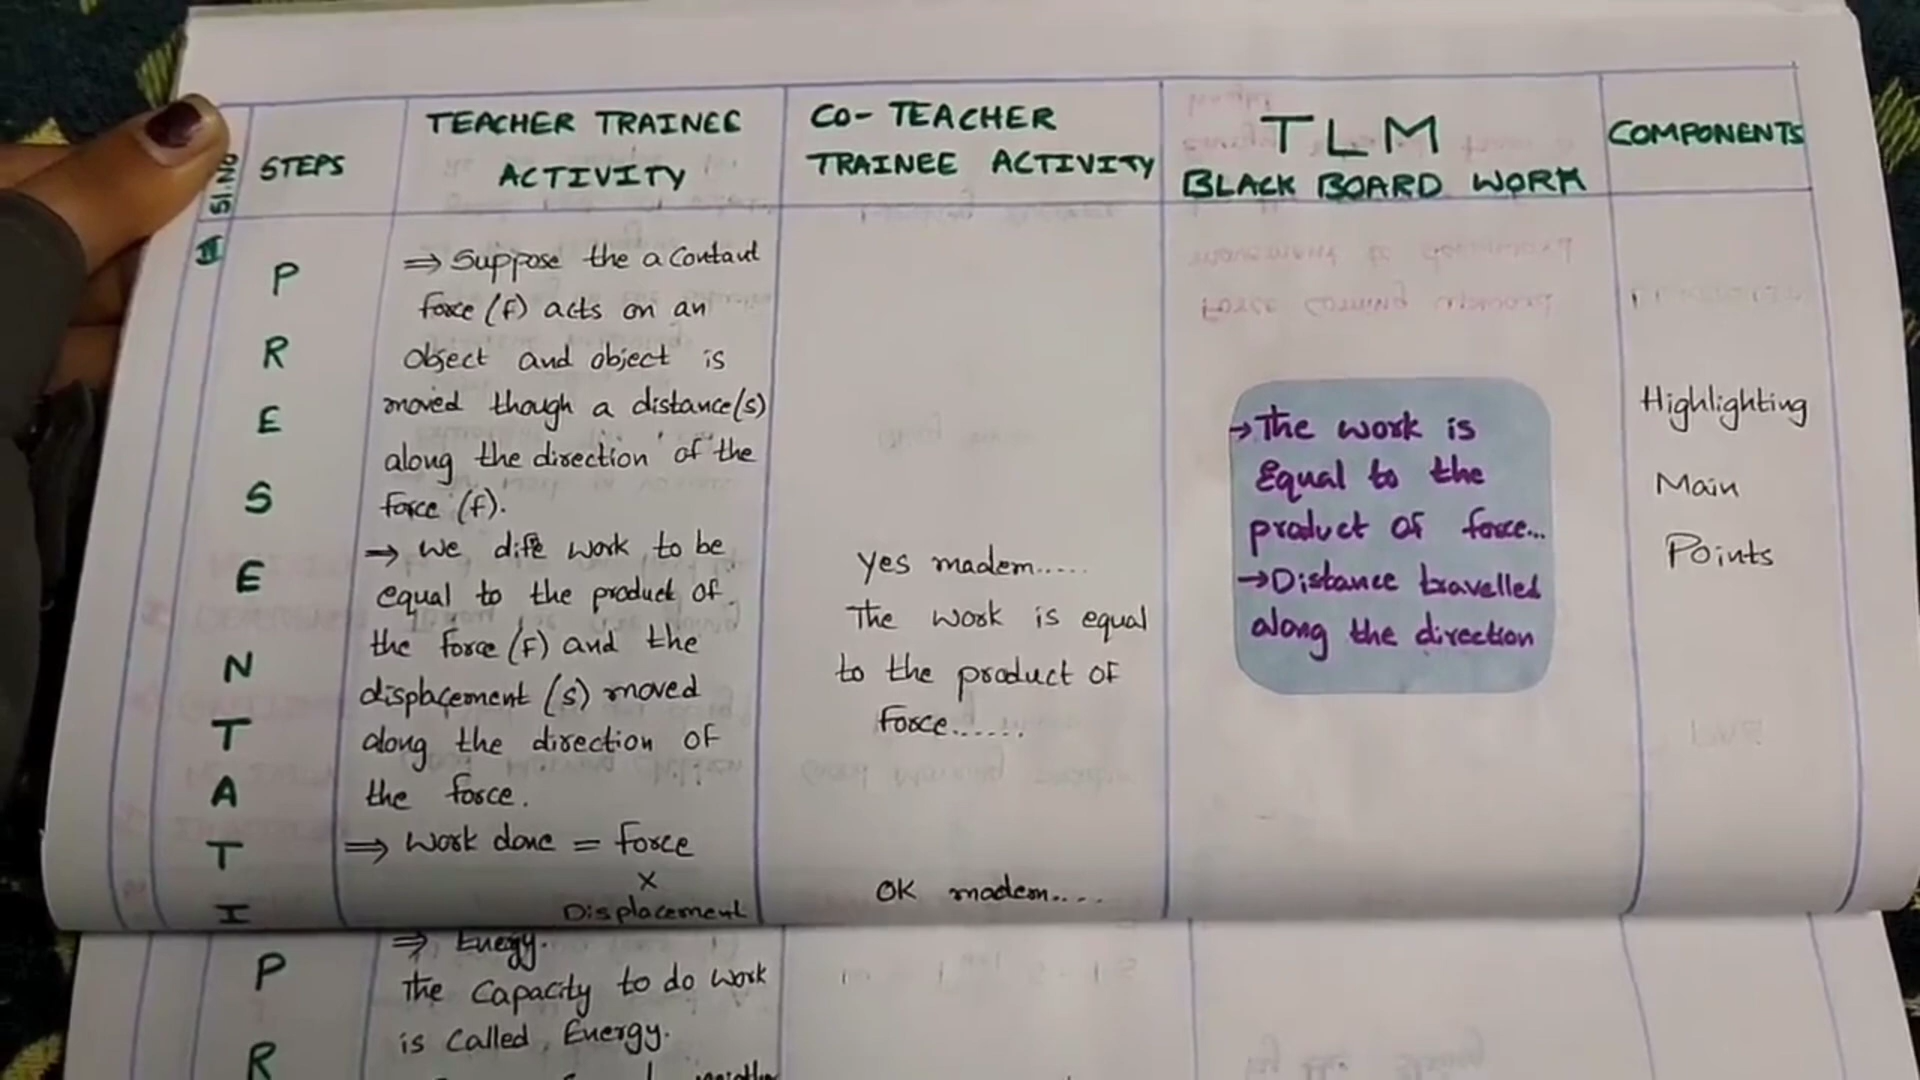 SI.NO
STEPS
TEACHER TRAINEE
ACTIVITY
CO-TEACHER
TRAINEE ACTIVITY
TLM
BLACK BOARD WORK
COMPONENTS
II
P
R
E
S
E
N
T
A
T
I
⇒ Suppose the a Contant
force (f) acts on an
object and object is
moved though a distance(s)
along the direction of the
force (f).
→ We difē work to be
equal to the product of
the force (F) and the
displacement (s) moved
along the direction of
the force.
⇒ Work done = force
×
Displacement
yes madem.....
The work is equal
to the product of
force......
OK madem....
→The work is
Equal to the
product of force...
→Distance travelled
along the direction
Highlighting
Main
Points
P
R
⇒ Energy.
The Capacity to do work
is called, Energy.